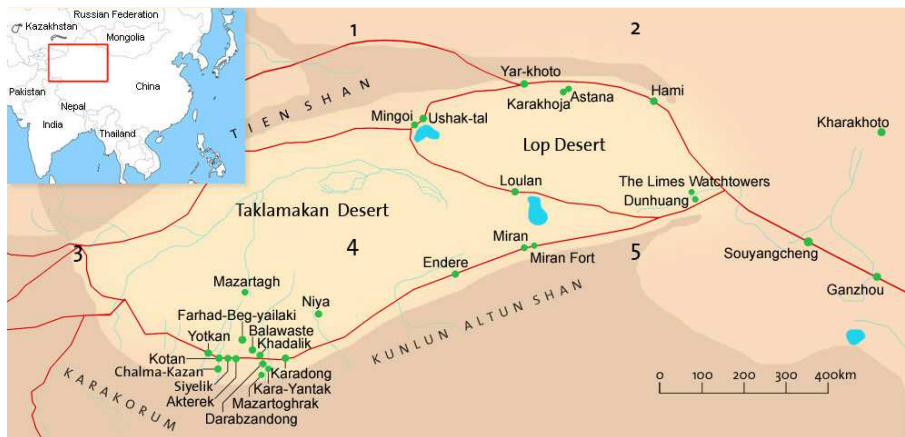 Russian Federation
Kazakhstan
Mongolia
China
Pakistan
Nepal
India
Thailand
1
2
TIEN SHAN
Yar-khoto
Astana
Karakhoja
Hami
Mingoi
Ushak-tal
Kharakhoto
Lop Desert
Loulan
The Limes Watchtowers
Dunhuang
Taklamakan Desert
3
4
5
Miran
Miran Fort
Souyangcheng
Endere
Ganzhou
Mazartagh
Niya
Farhad-Beg-yailaki
Balawaste
Khadalik
Yotkan
Kotan
Chalma-Kazan
Siyelik
Akterek
Karadong
Kara-Yantak
Mazartoghrak
Darabzandong
KARAKORUM
KUNLUN ALTUN SHAN
0 100 200 300 400km